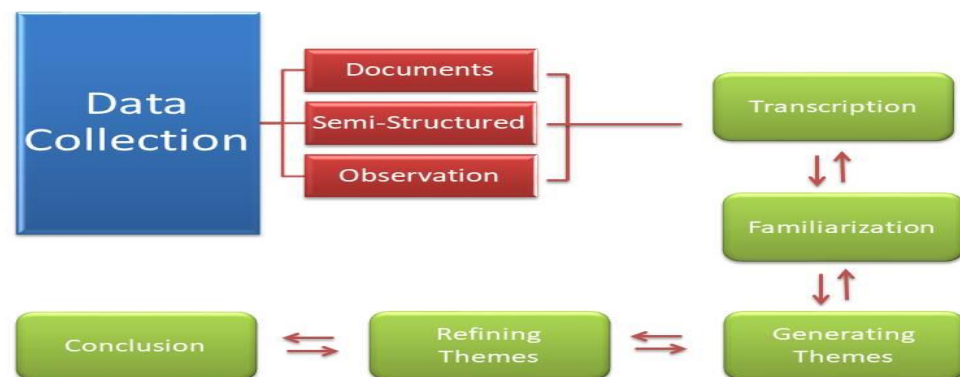 Data
Collection
Documents
Semi-Structured
Observation
Transcription
Familiarization
Generating
Themes
Refining
Themes
Conclusion